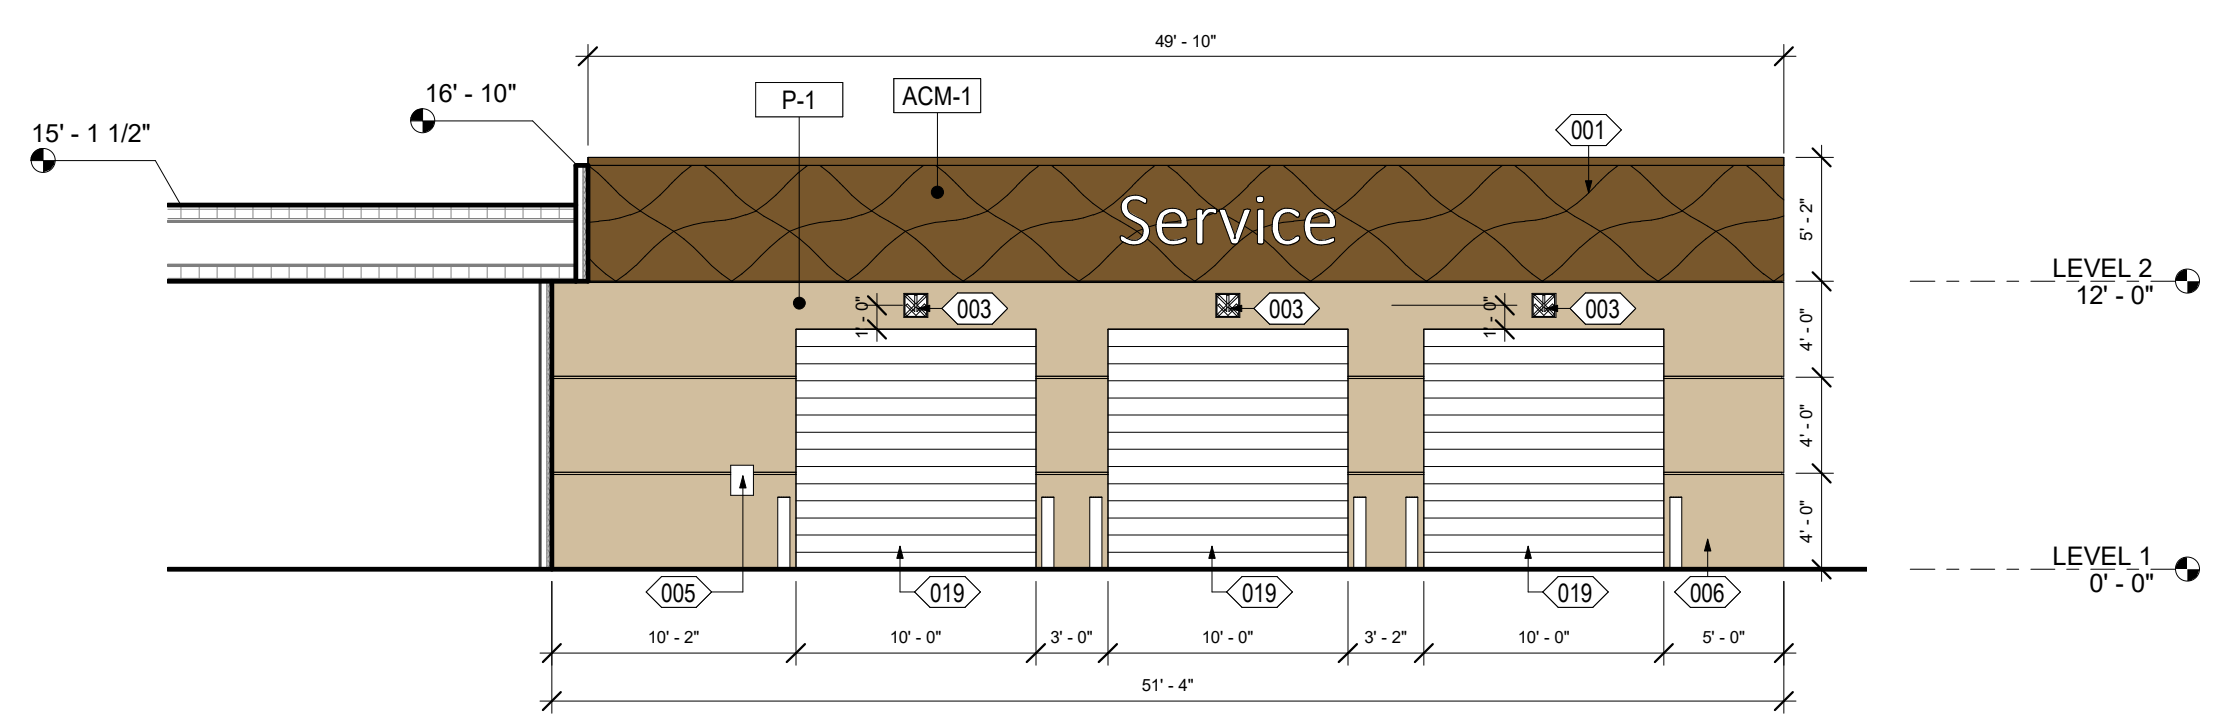 49' - 10"
16' - 10"
P-1
ACM-1
15' - 1 1/2"
001
Service
5' - 2"
LEVEL 2
12' - 0"
1' - 0"
003
003
1' - 0"
003
4' - 0"
4' - 0"
4' - 0"
LEVEL 1
0' - 0"
005
019
019
019
006
10' - 2"
10' - 0"
3' - 0"
10' - 0"
3' - 2"
10' - 0"
5' - 0"
51' - 4"